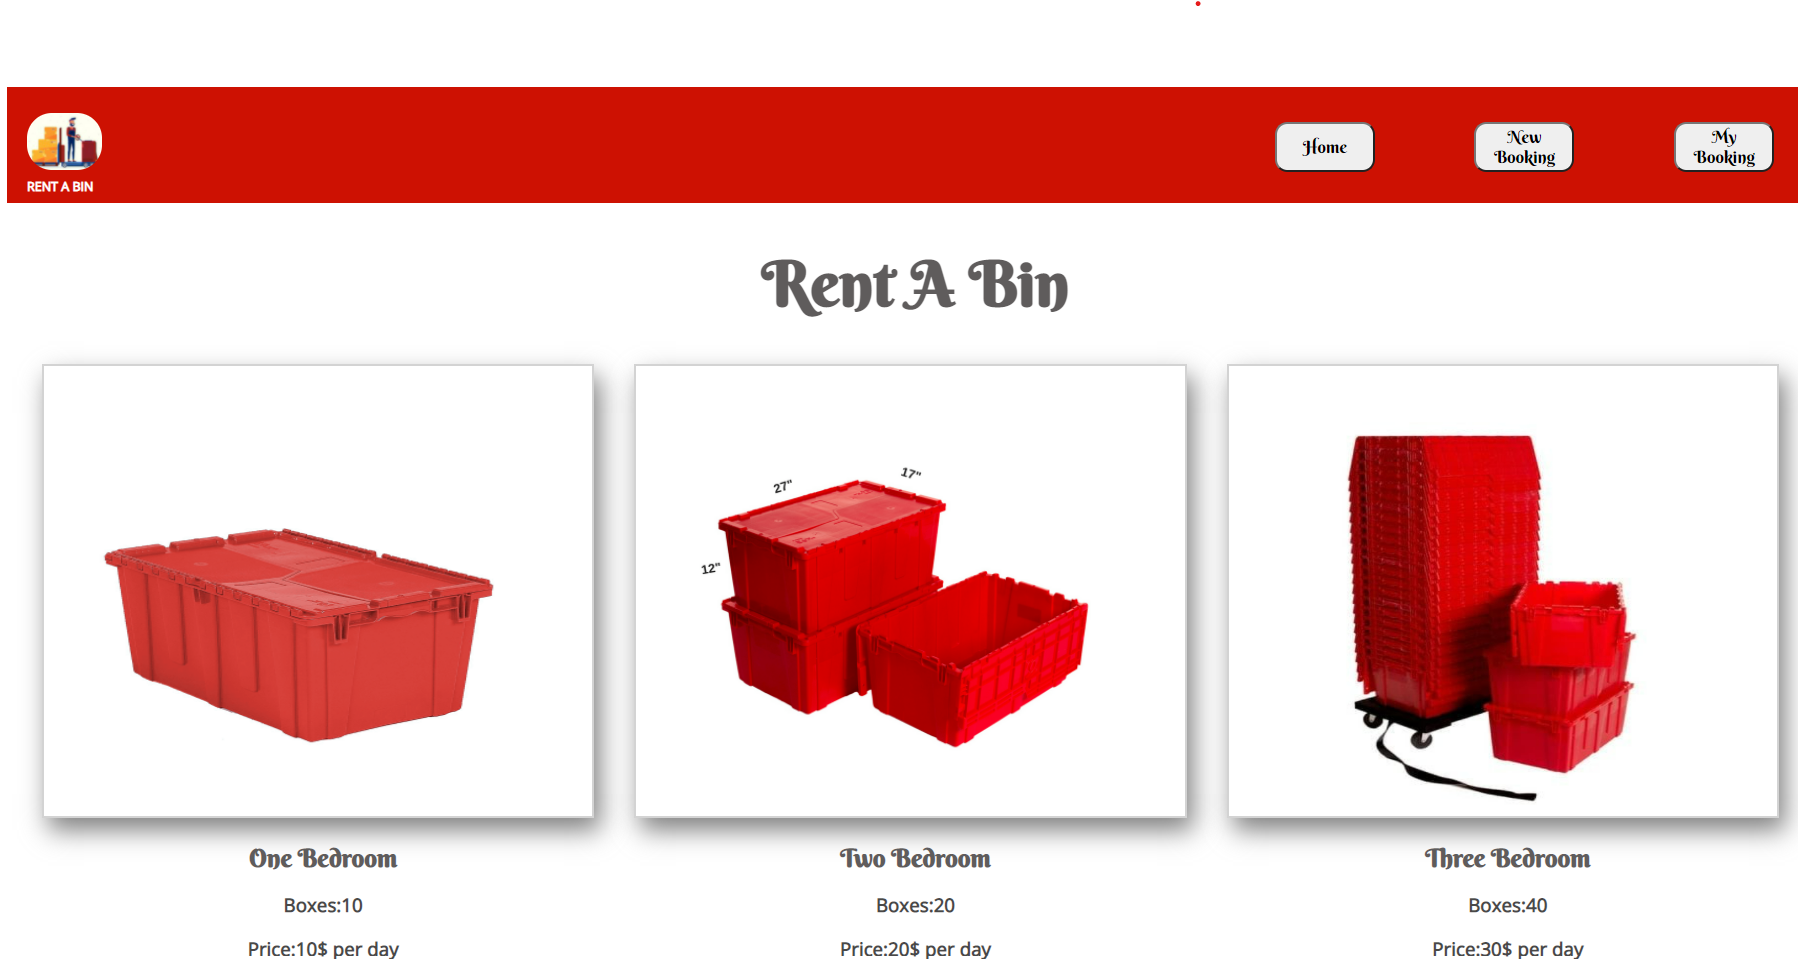 RENT A BIN
Home
New
Booking
My
Booking
Rent A Bin
27"
17"
12"
One Bedroom
Boxes:10
Price:10$ per day
Two Bedroom
Boxes:20
Price:20$ per day
Three Bedroom
Boxes:40
Price:30$ per day